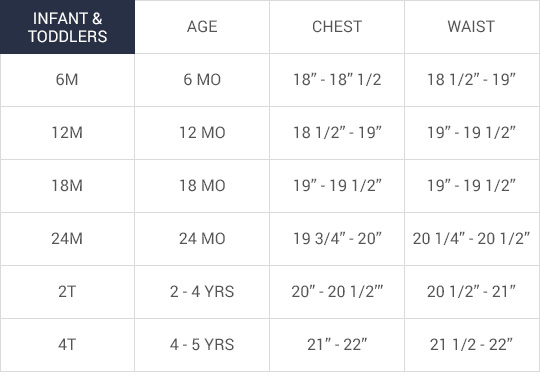 INFANT &
TODDLERS
AGE
CHEST
WAIST
6M
6 MO
18” - 18” 1/2
18 1/2” - 19”
12M
12 MO
18 1/2” - 19”
19” - 19 1/2”
18M
18 MO
19” - 19 1/2”
19” - 19 1/2”
24M
24 MO
19 3/4” - 20”
20 1/4” - 20 1/2”
2T
2 - 4 YRS
20” - 20 1/2’”
20 1/2” - 21”
4T
4 - 5 YRS
21” - 22”
21 1/2 - 22”